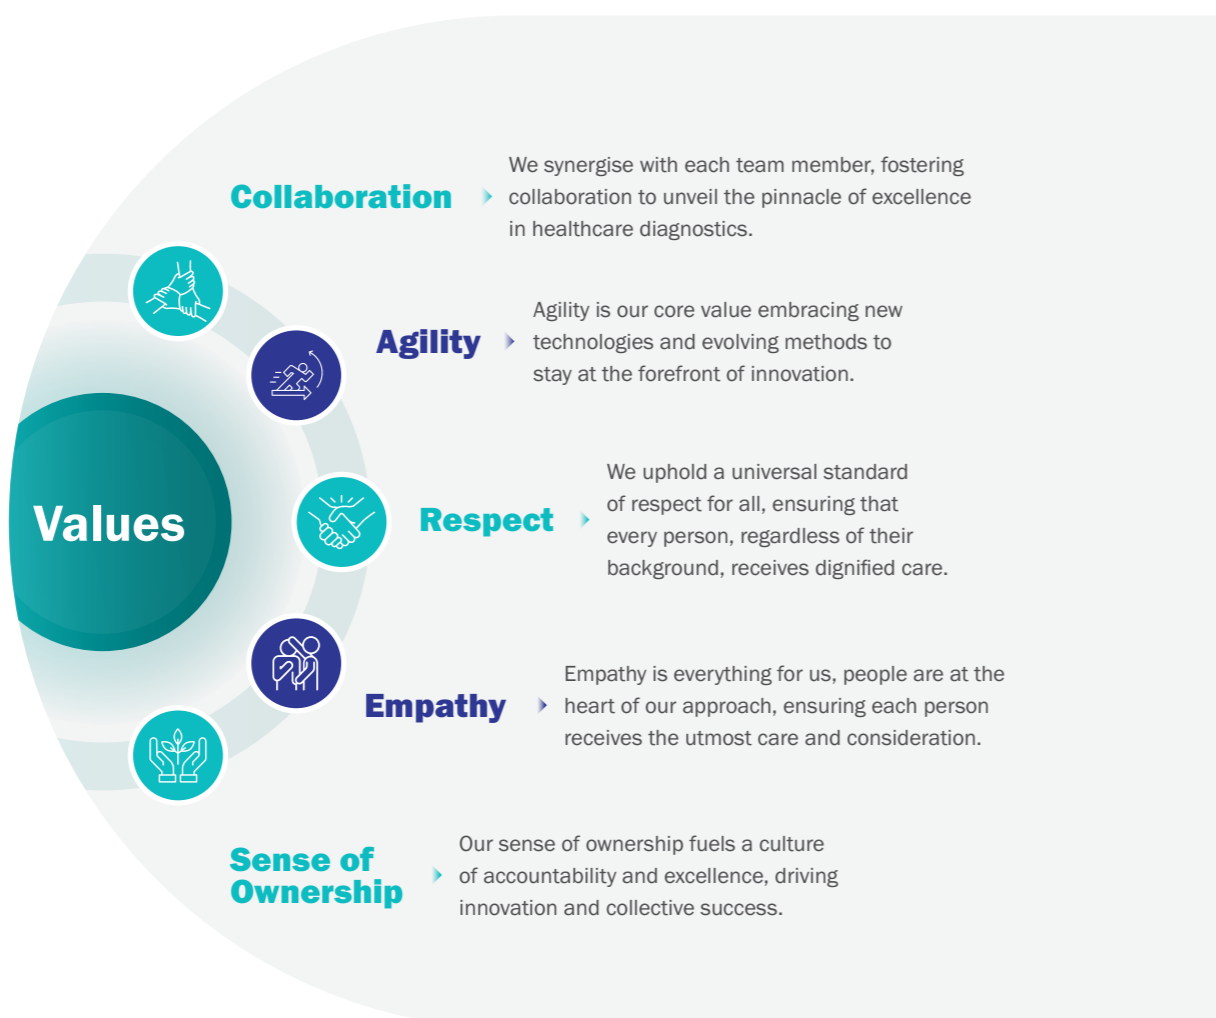 Values
Collaboration
We synergise with each team member, fostering
collaboration to unveil the pinnacle of excellence
in healthcare diagnostics.
Agility
Agility is our core value embracing new
technologies and evolving methods to
stay at the forefront of innovation.
Respect
We uphold a universal standard
of respect for all, ensuring that
every person, regardless of their
background, receives dignified care.
Empathy
Empathy is everything for us, people are at the
heart of our approach, ensuring each person
receives the utmost care and consideration.
Sense of
Ownership
Our sense of ownership fuels a culture
of accountability and excellence, driving
innovation and collective success.